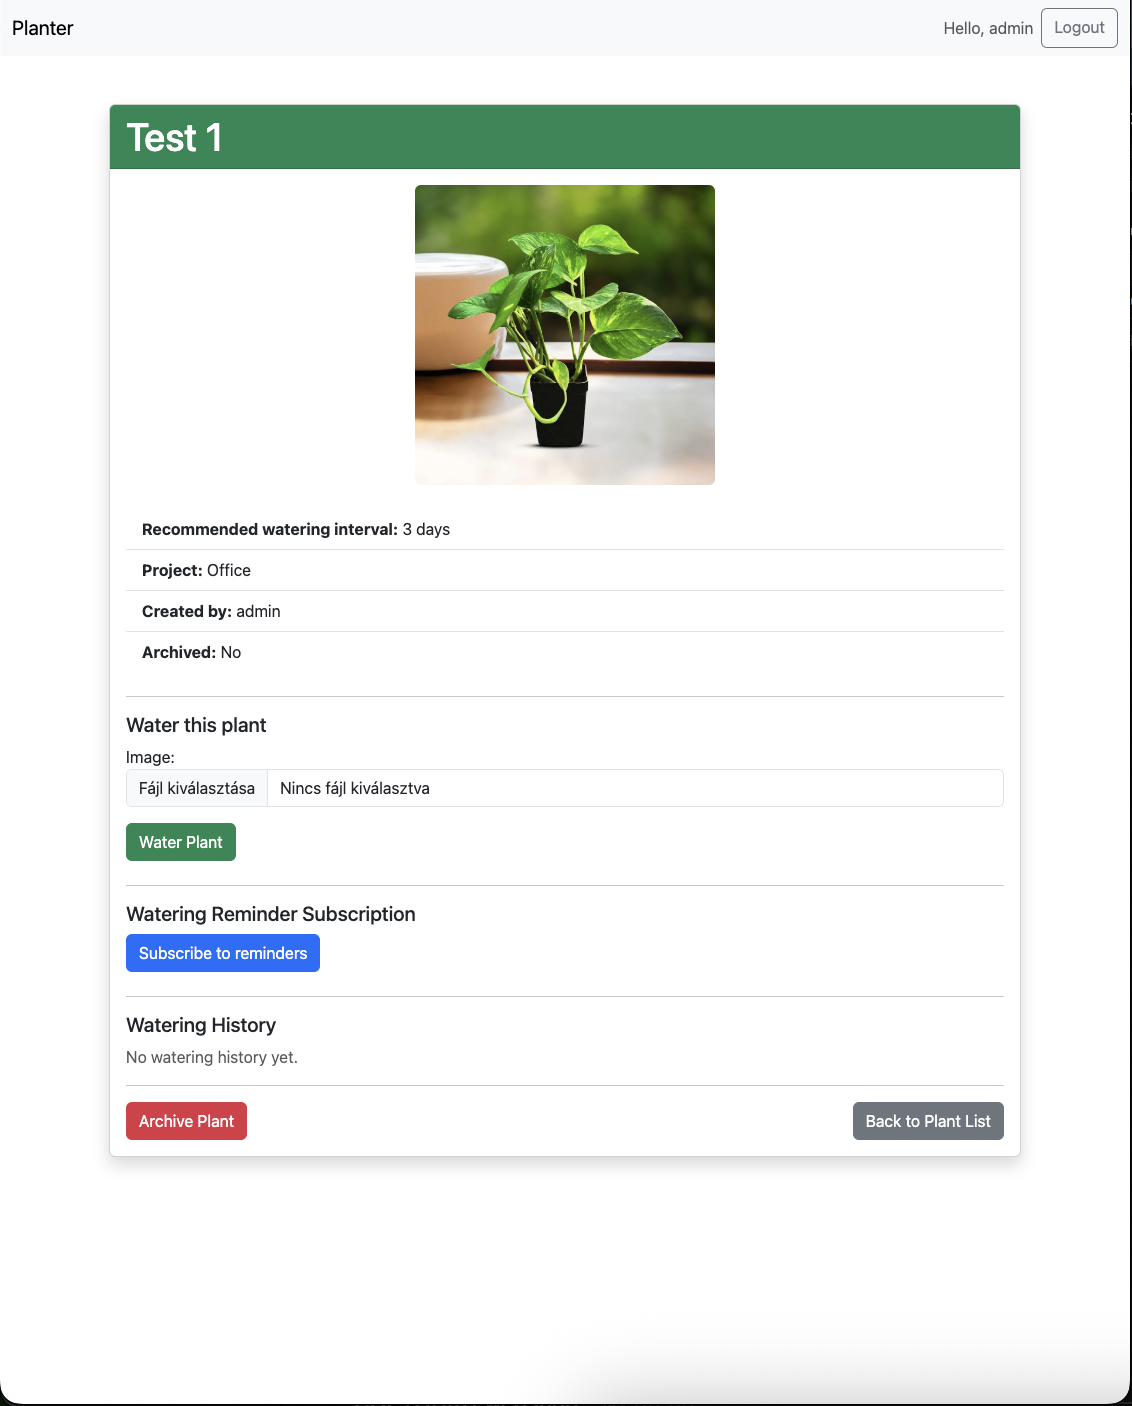 Planter
Hello, admin
Logout
Test 1
Recommended watering interval: 3 days
Project: Office
Created by: admin
Archived: No
Water this plant
Image:
Fájl kiválasztása Nincs fájl kiválasztva
Water Plant
Watering Reminder Subscription
Subscribe to reminders
Watering History
No watering history yet.
Archive Plant
Back to Plant List